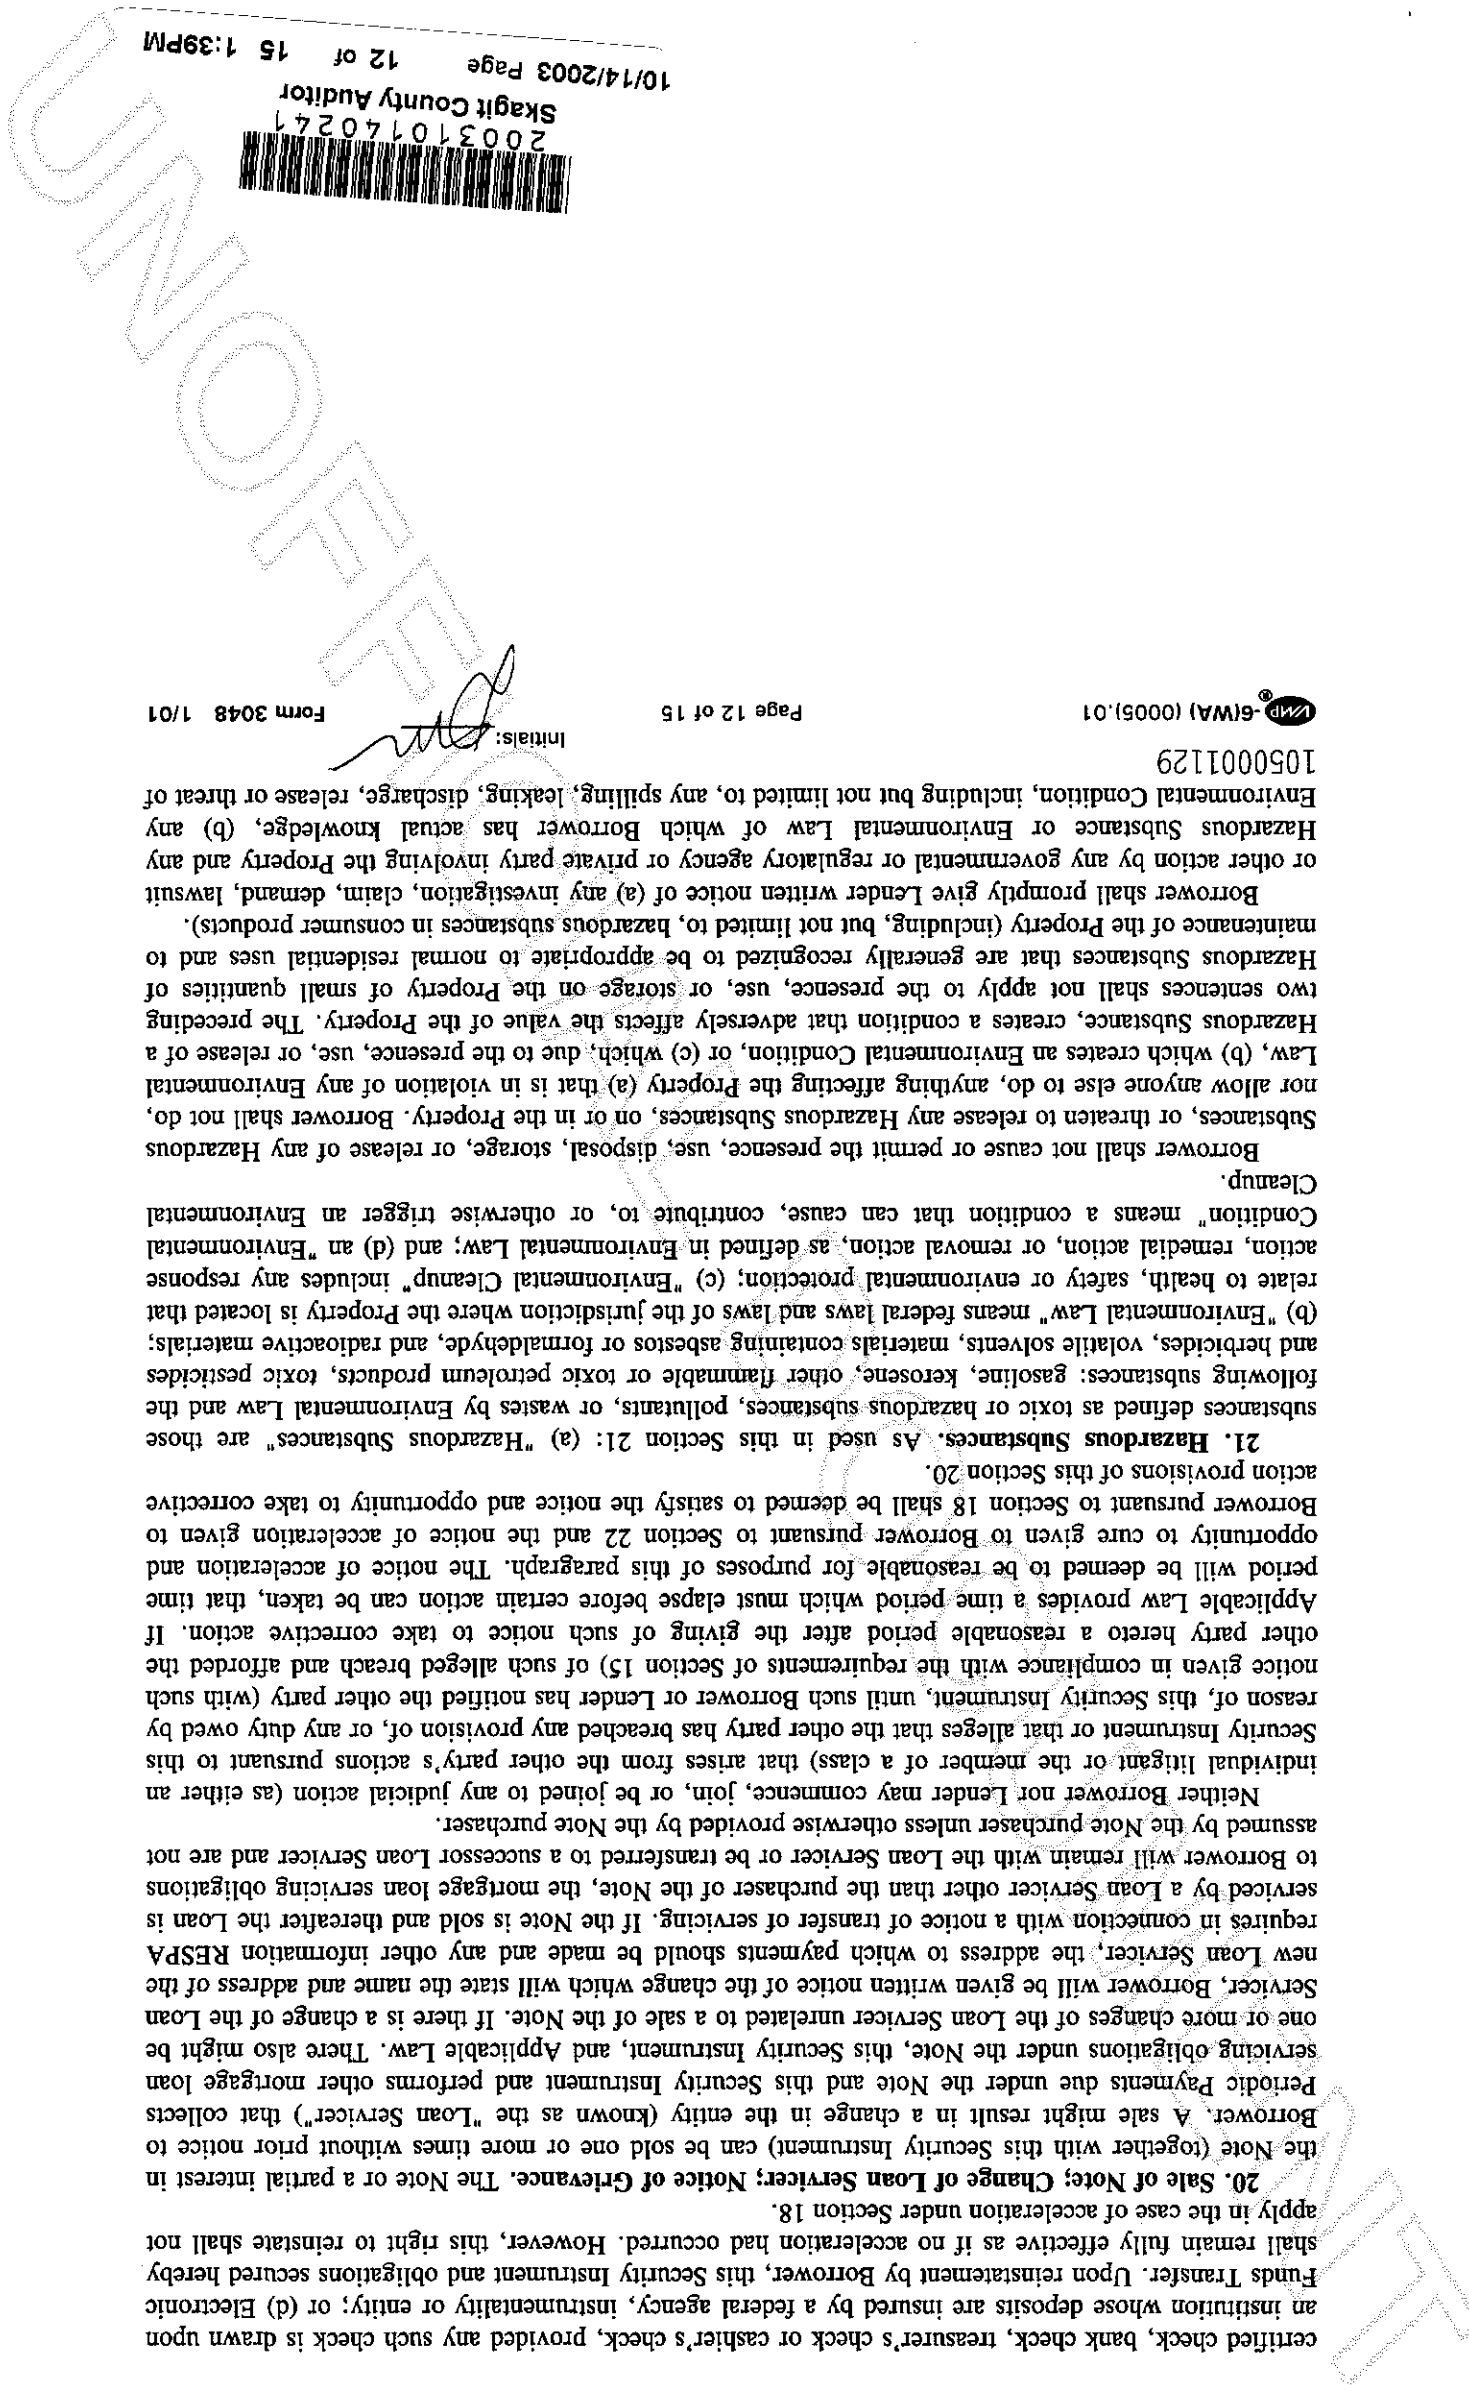 certified check, bank check, treasurer's check or cashier's check, provided any such check is drawn upon
an institution whose deposits are insured by a federal agency, instrumentality or entity; or (d) Electronic
Funds Transfer. Upon reinstatement by Borrower, this Security Instrument and obligations secured hereby
shall remain fully effective as if no acceleration had occurred. However, this right to reinstate shall not
apply in the case of acceleration under Section 18.
20. Sale of Note; Change of Loan Servicer; Notice of Grievance. The Note or a partial interest in
the Note (together with this Security Instrument) can be sold one or more times without prior notice to
Borrower. A sale might result in a change in the entity (known as the "Loan Servicer") that collects
Periodic Payments due under the Note and this Security Instrument and performs other mortgage loan
servicing obligations under the Note, this Security Instrument, and Applicable Law. There also might be
one or more changes of the Loan Servicer unrelated to a sale of the Note. If there is a change of the Loan
Servicer, Borrower will be given written notice of the change which will state the name and address of the
new Loan Servicer, the address to which payments should be made and any other information RESPA
requires in connection with a notice of transfer of servicing. If the Note is sold and thereafter the Loan is
serviced by a Loan Servicer other than the purchaser of the Note, the mortgage loan servicing obligations
to Borrower will remain with the Loan Servicer or be transferred to a successor Loan Servicer and are not
assumed by the Note purchaser unless otherwise provided by the Note purchaser.
Neither Borrower nor Lender may commence, join, or be joined to any judicial action (as either an
individual litigant or the member of a class) that arises from the other party's actions pursuant to this
Security Instrument or that alleges that the other party has breached any provision of, or any duty owed by
reason of, this Security Instrument, until such Borrower or Lender has notified the other party (with such
notice given in compliance with the requirements of Section 15) of such alleged breach and afforded the
other party hereto a reasonable period after the giving of such notice to take corrective action. If
Applicable Law provides a time period which must elapse before certain action can be taken, that time
period will be deemed to be reasonable for purposes of this paragraph. The notice of acceleration and
opportunity to cure given to Borrower pursuant to Section 22 and the notice of acceleration given to
Borrower pursuant to Section 18 shall be deemed to satisfy the notice and opportunity to take corrective
action provisions of this Section 20.
21. Hazardous Substances. As used in this Section 21: (a) "Hazardous Substances" are those
substances defined as toxic or hazardous substances, pollutants, or wastes by Environmental Law and the
following substances: gasoline, kerosene, other flammable or toxic petroleum products, toxic pesticides
and herbicides, volatile solvents, materials containing asbestos or formaldehyde, and radioactive materials;
(b) "Environmental Law" means federal laws and laws of the jurisdiction where the Property is located that
relate to health, safety or environmental protection; (c) "Environmental Cleanup" includes any response
action, remedial action, or removal action, as defined in Environmental Law; and (d) an "Environmental
Condition" means a condition that can cause, contribute to, or otherwise trigger an Environmental
Cleanup.
Borrower shall not cause or permit the presence, use, disposal, storage, or release of any Hazardous
Substances, or threaten to release any Hazardous Substances, on or in the Property. Borrower shall not do,
nor allow anyone else to do, anything affecting the Property (a) that is in violation of any Environmental
Law, (b) which creates an Environmental Condition, or (c) which, due to the presence, use, or release of a
Hazardous Substance, creates a condition that adversely affects the value of the Property. The preceding
two sentences shall not apply to the presence, use, or storage on the Property of small quantities of
Hazardous Substances that are generally recognized to be appropriate to normal residential uses and to
maintenance of the Property (including, but not limited to, hazardous substances in consumer products).
Borrower shall promptly give Lender written notice of (a) any investigation, claim, demand, lawsuit
or other action by any governmental or regulatory agency or private party involving the Property and any
Hazardous Substance or Environmental Law of which Borrower has actual knowledge, (b) any
Environmental Condition, including but not limited to, any spilling, leaking, discharge, release or threat of
1050001129
Initials:
VMP®-6(WA) (0005).01 Page 12 of 15 Form 3048 1/01
200310140241
Skagit County Auditor
10/14/2003 Page 12 of 15 1:39PM
UNOFFICIAL DOCUMENT